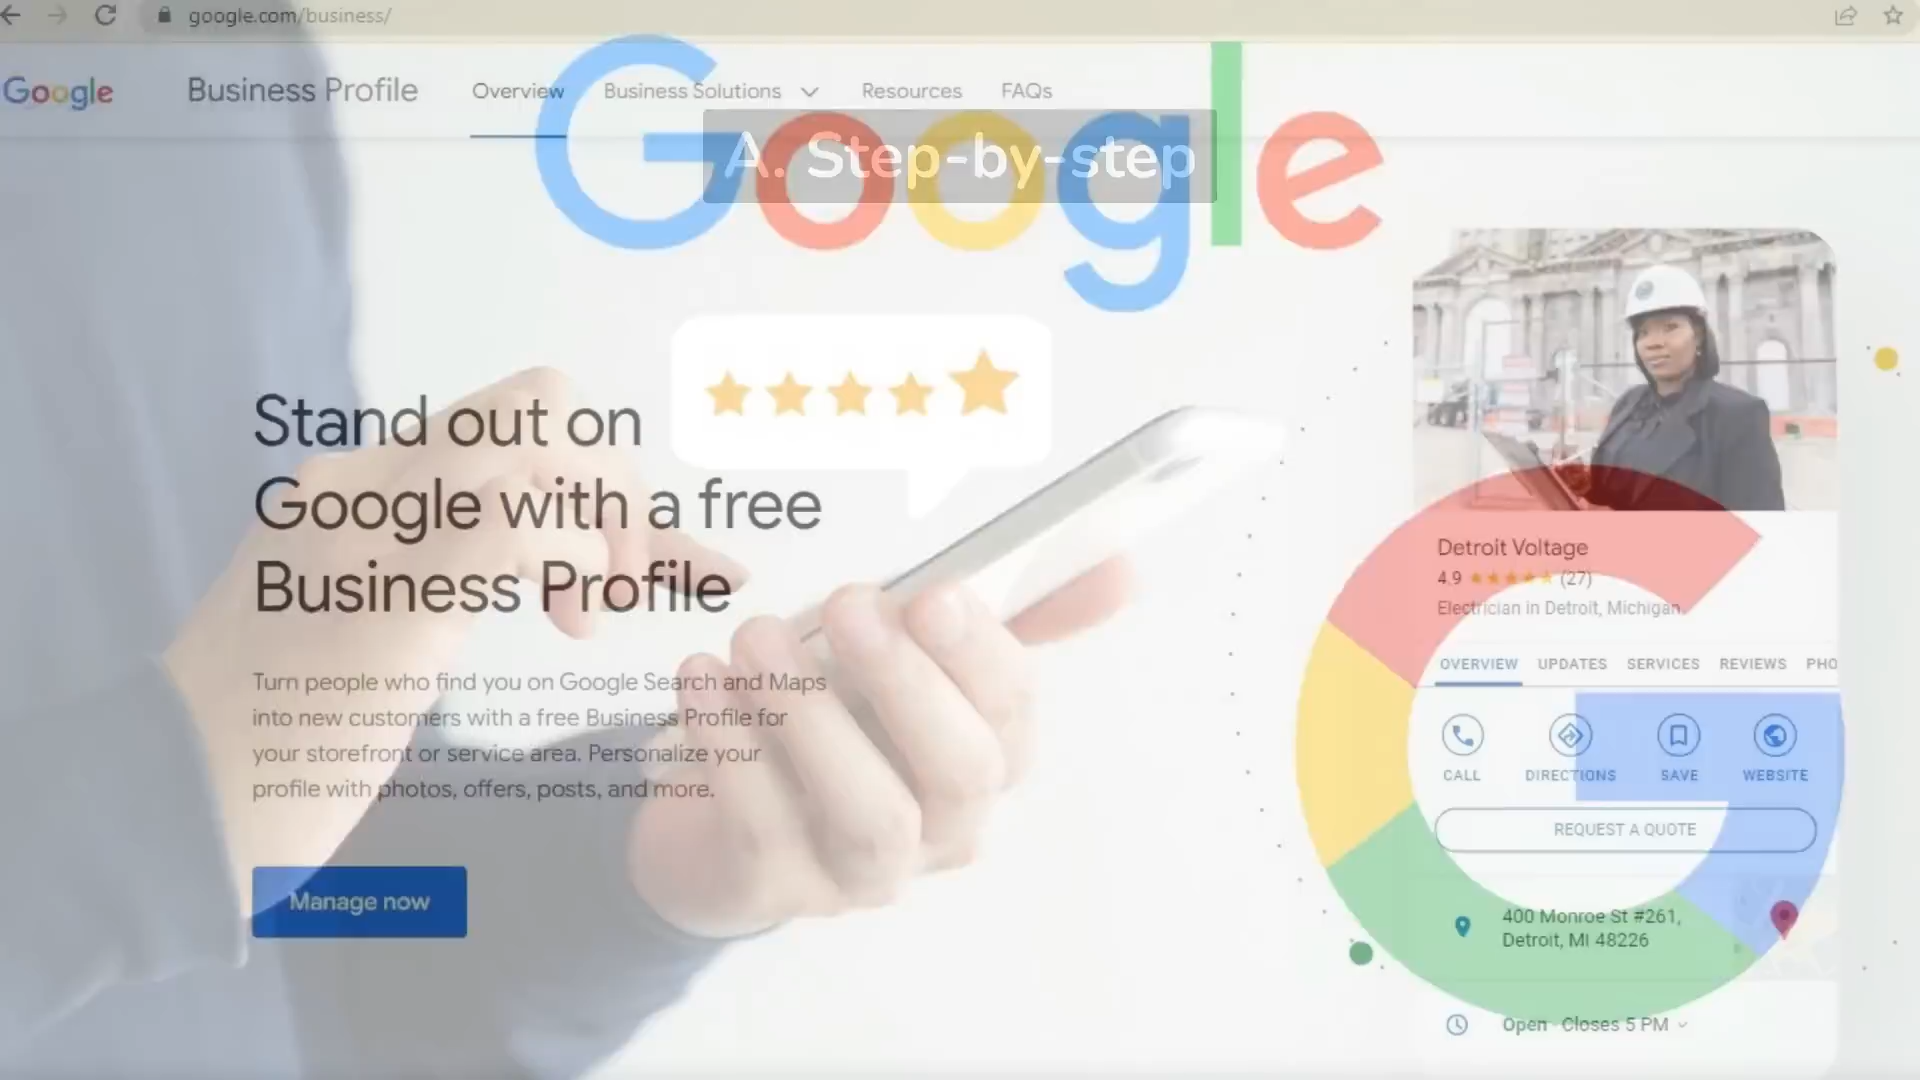 google.com/business/
Google
Business Profile
Overview
Business Solutions
Resources
FAQs
Google
A. Step-by-step
Stand out on
Google with a free
Business Profile
Turn people who find you on Google Search and Maps
into new customers with a free Business Profile for
your storefront or service area. Personalize your
profile with photos, offers, posts, and more.
Manage now
Detroit Voltage
4.9 ★★★★★ (27)
Electrician in Detroit, Michigan
OVERVIEW UPDATES SERVICES REVIEWS PHO
CALL DIRECTIONS SAVE WEBSITE
REQUEST A QUOTE
400 Monroe St #261,
Detroit, MI 48226
Open · Closes 5 PM